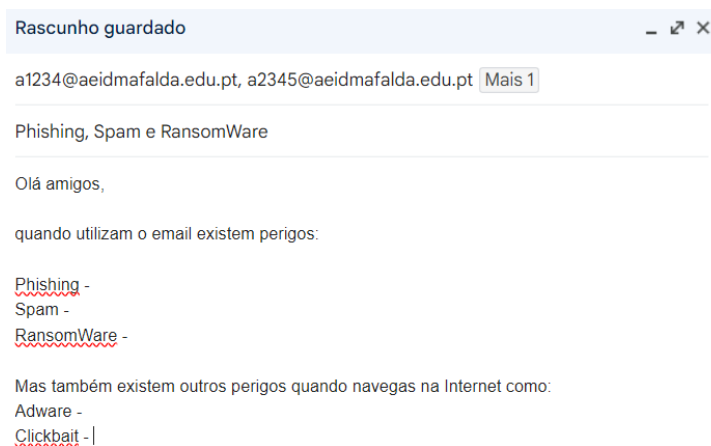 Rascunho guardado
a1234@aeidmafalda.edu.pt, a2345@aeidmafalda.edu.pt Mais 1
Phishing, Spam e RansomWare
Olá amigos,
quando utilizam o email existem perigos:
Phishing -
Spam -
RansomWare -
Mas também existem outros perigos quando navegas na Internet como:
Adware -
Clickbait -